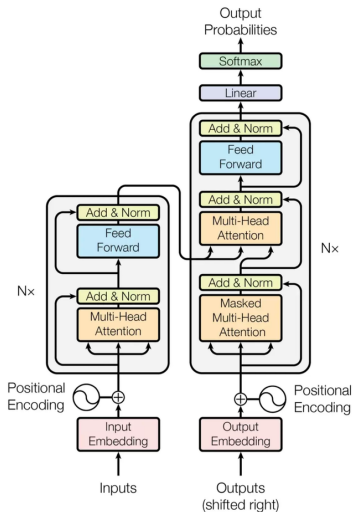 Output
Probabilities
Softmax
Linear
Add & Norm
Feed
Forward
Add & Norm
Multi-Head
Attention
Add & Norm
Masked
Multi-Head
Attention
N×
Add & Norm
Feed
Forward
N×
Add & Norm
Multi-Head
Attention
Positional
Encoding
Positional
Encoding
Input
Embedding
Output
Embedding
Inputs
Outputs
(shifted right)